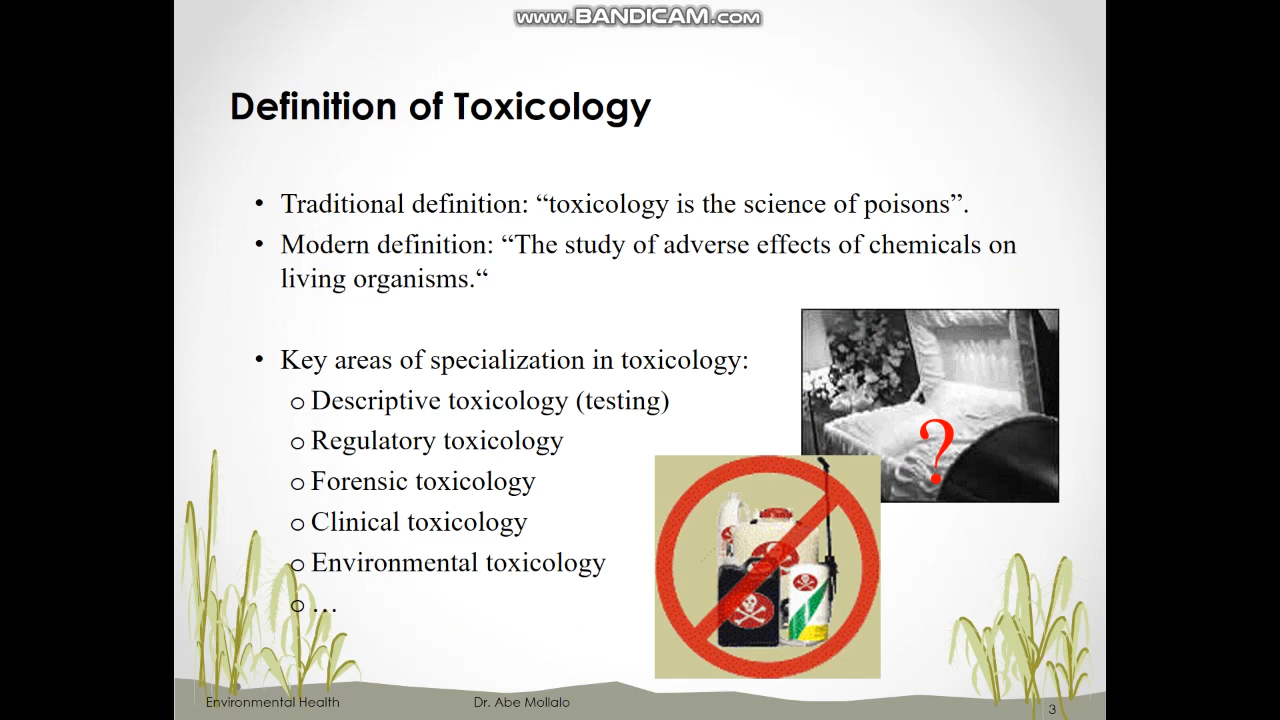 www.BANDICAM.com
Definition of Toxicology
• Traditional definition: “toxicology is the science of poisons”.
• Modern definition: “The study of adverse effects of chemicals on
living organisms.“
• Key areas of specialization in toxicology:
o Descriptive toxicology (testing)
o Regulatory toxicology
o Forensic toxicology
o Clinical toxicology
o Environmental toxicology
o …
?
Environmental Health
Dr. Abe Mollalo
3